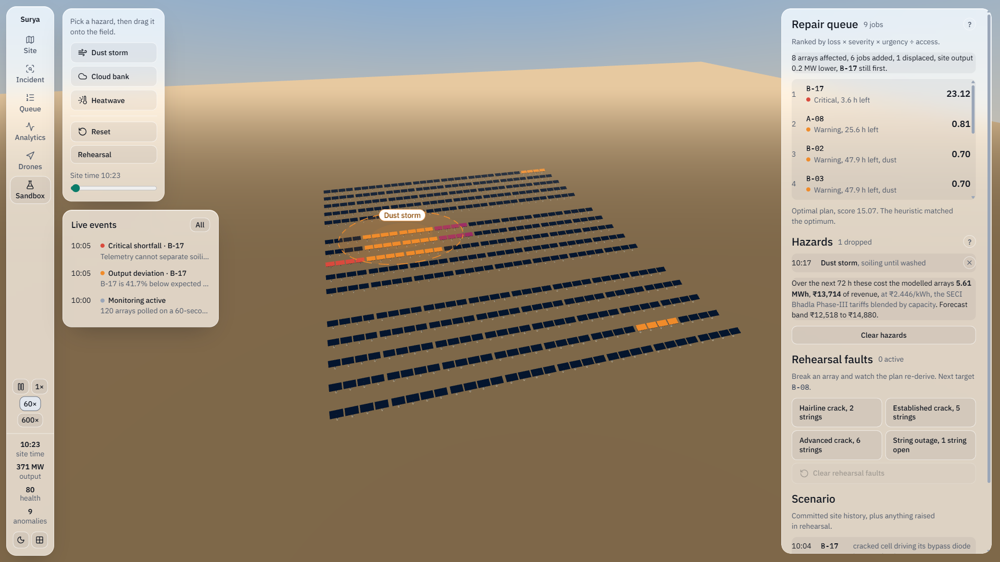 Surya
Site
Incident
Queue
Analytics
Drones
Sandbox
1×
60×
600×
10:23
site time
371 MW
output
80
health
9
anomalies
Pick a hazard, then drag it
onto the field.
Dust storm
Cloud bank
Heatwave
Reset
Rehearsal
Site time 10:23
Live events
All
10:05 Critical shortfall · B-17
Telemetry cannot separate soili…
10:05 Output deviation · B-17
B-17 is 41.7% below expected …
10:00 Monitoring active
120 arrays polled on a 60-seco…
Dust storm
Repair queue 9 jobs ?
Ranked by loss × severity × urgency ÷ access.
8 arrays affected, 6 jobs added, 1 displaced, site output
0.2 MW lower, B-17 still first.
1 B-17 23.12
Critical, 3.6 h left
2 A-08 0.81
Warning, 25.6 h left
3 B-02 0.70
Warning, 47.9 h left, dust
4 B-03 0.70
Warning, 47.9 h left, dust
Optimal plan, score 15.07. The heuristic matched
the optimum.
Hazards 1 dropped ?
10:17 Dust storm, soiling until washed
Over the next 72 h these cost the modelled arrays 5.61
MWh, ₹13,714 of revenue, at ₹2.446/kWh, the SECI
Bhadla Phase-III tariffs blended by capacity. Forecast
band ₹12,518 to ₹14,880.
Clear hazards
Rehearsal faults 0 active
Break an array and watch the plan re-derive. Next target
B-08.
Hairline crack, 2
strings
Established crack, 5
strings
Advanced crack, 6
strings
String outage, 1 string
open
Clear rehearsal faults
Scenario
Committed site history, plus anything raised
in rehearsal.
10:04 B-17 cracked cell driving its bypass diode